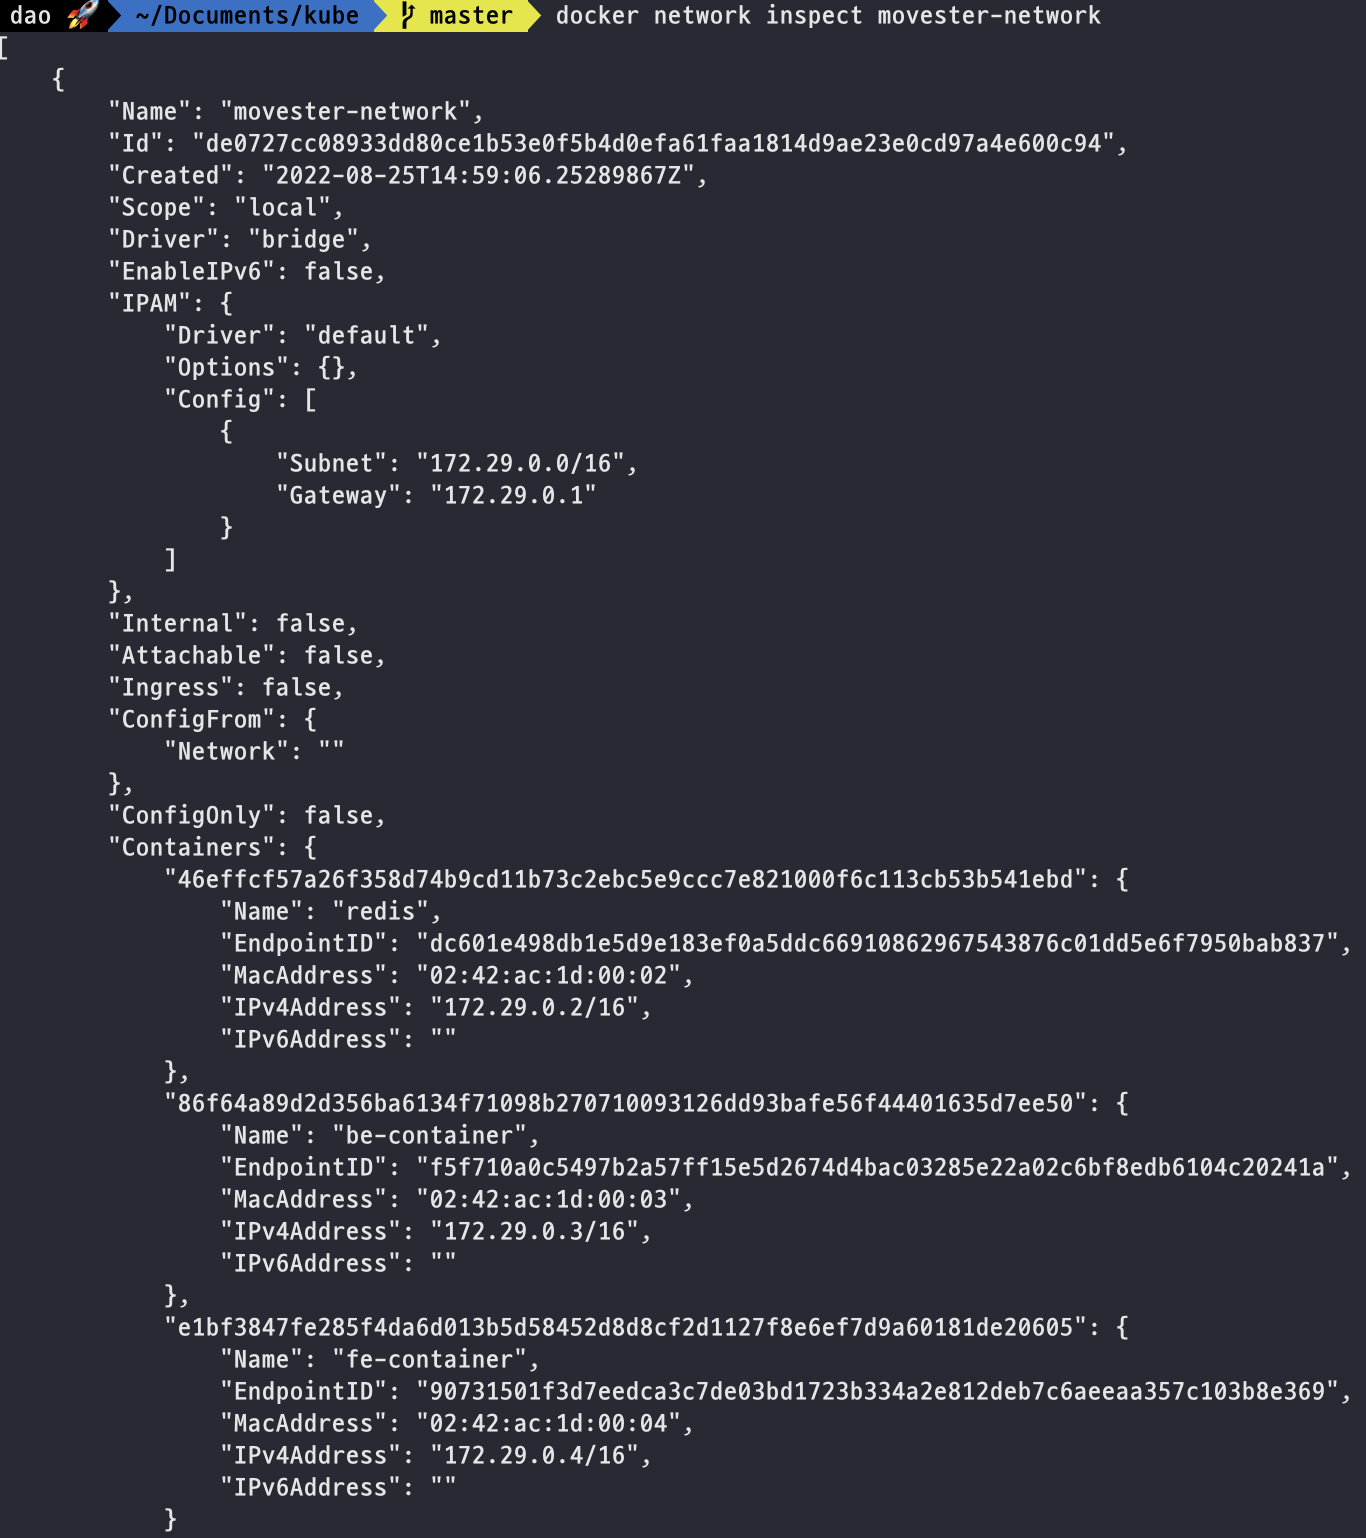 dao 🚀 ~/Documents/kube master docker network inspect movester-network
[
    {
        "Name": "movester-network",
        "Id": "de0727cc08933dd80ce1b53e0f5b4d0efa61faa1814d9ae23e0cd97a4e600c94",
        "Created": "2022-08-25T14:59:06.25289867Z",
        "Scope": "local",
        "Driver": "bridge",
        "EnableIPv6": false,
        "IPAM": {
            "Driver": "default",
            "Options": {},
            "Config": [
                {
                    "Subnet": "172.29.0.0/16",
                    "Gateway": "172.29.0.1"
                }
            ]
        },
        "Internal": false,
        "Attachable": false,
        "Ingress": false,
        "ConfigFrom": {
            "Network": ""
        },
        "ConfigOnly": false,
        "Containers": {
            "46effcf57a26f358d74b9cd11b73c2ebc5e9ccc7e821000f6c113cb53b541ebd": {
                "Name": "redis",
                "EndpointID": "dc601e498db1e5d9e183ef0a5ddc66910862967543876c01dd5e6f7950bab837",
                "MacAddress": "02:42:ac:1d:00:02",
                "IPv4Address": "172.29.0.2/16",
                "IPv6Address": ""
            },
            "86f64a89d2d356ba6134f71098b270710093126dd93bafe56f44401635d7ee50": {
                "Name": "be-container",
                "EndpointID": "f5f710a0c5497b2a57ff15e5d2674d4bac03285e22a02c6bf8edb6104c20241a",
                "MacAddress": "02:42:ac:1d:00:03",
                "IPv4Address": "172.29.0.3/16",
                "IPv6Address": ""
            },
            "e1bf3847fe285f4da6d013b5d58452d8d8cf2d1127f8e6ef7d9a60181de20605": {
                "Name": "fe-container",
                "EndpointID": "90731501f3d7eedca3c7de03bd1723b334a2e812deb7c6aeeaa357c103b8e369",
                "MacAddress": "02:42:ac:1d:00:04",
                "IPv4Address": "172.29.0.4/16",
                "IPv6Address": ""
            }